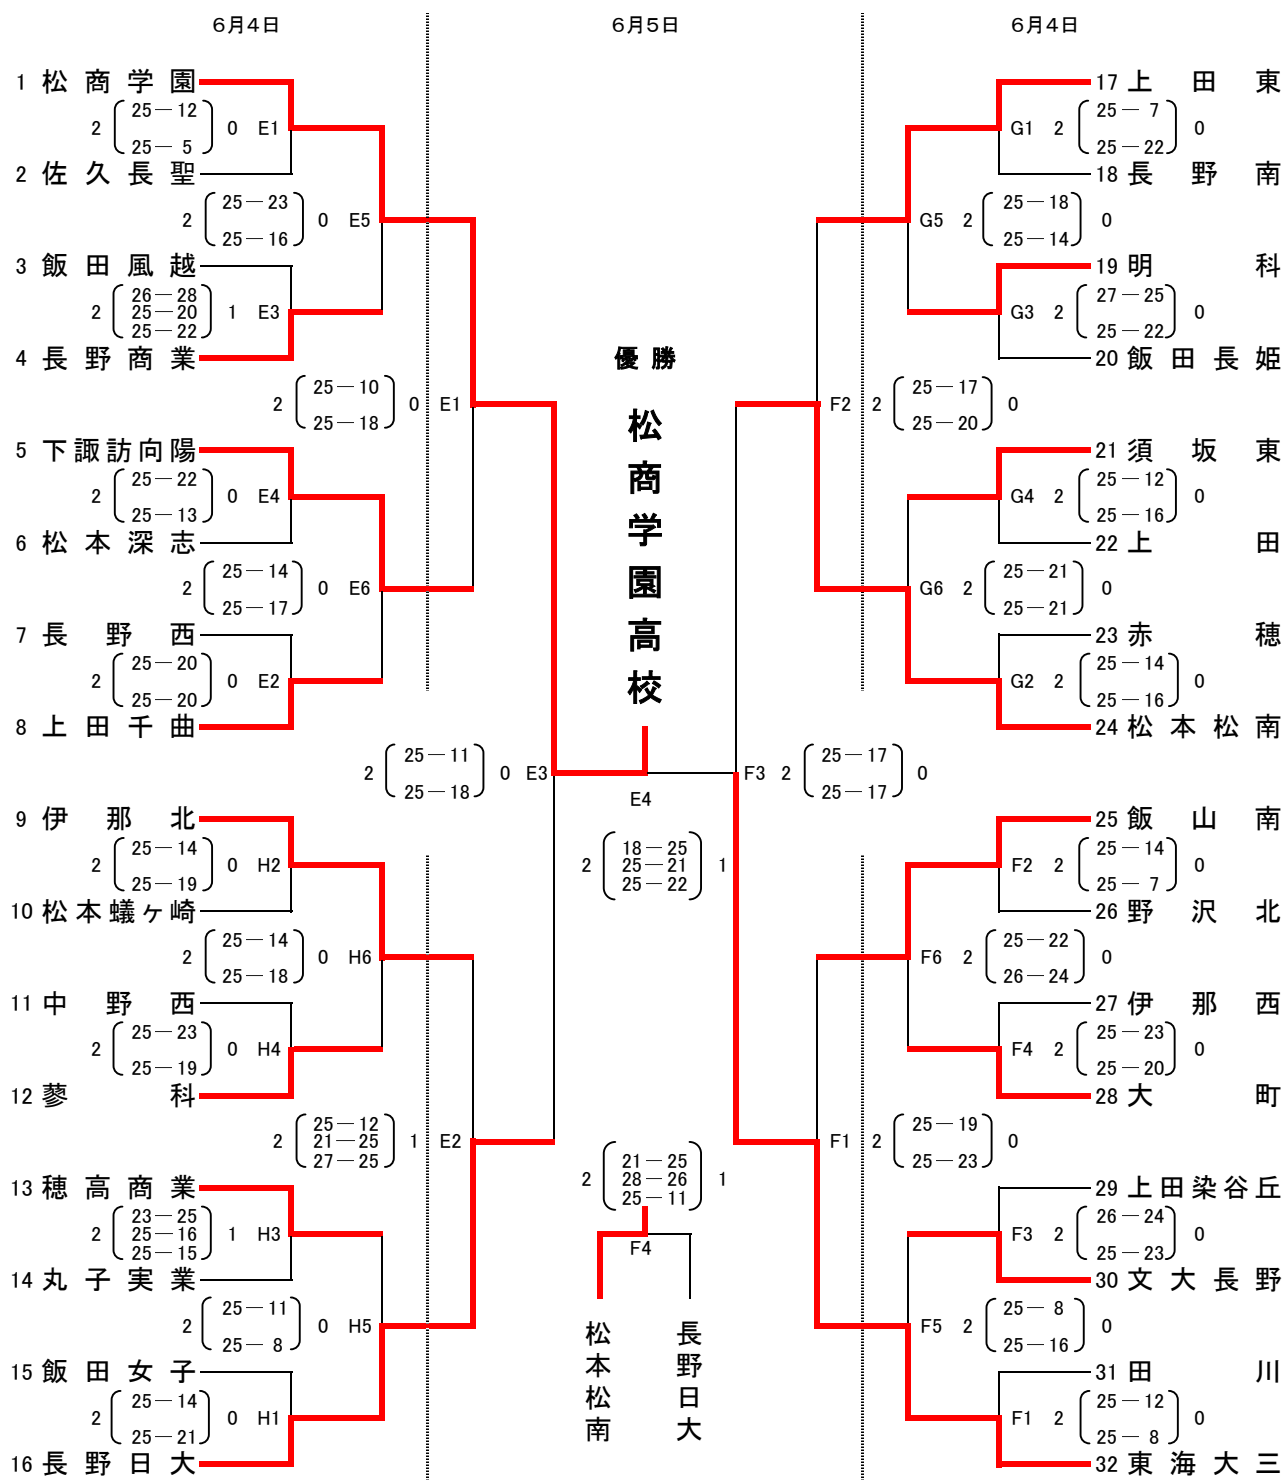 6月4日
6月5日
6月4日
1 松商学園
2 25－12 0 E1
25－ 5
2 佐久長聖
2 25－23 0 E5
25－16
3 飯田風越
26－28
2 25－20 1 E3
25－22
4 長野商業
2 25－10 0 E1
25－18
5 下諏訪向陽
2 25－22 0 E4
25－13
6 松本深志
2 25－14 0 E6
25－17
7 長野西
2 25－20 0 E2
25－20
8 上田千曲
2 25－11 0 E3
25－18
9 伊那北
2 25－14 0 H2
25－19
10 松本蟻ヶ崎
2 25－14 0 H6
25－18
11 中野西
2 25－23 0 H4
25－19
12 蓼科
25－12
2 21－25 1 E2
27－25
13 穂高商業
23－25
2 25－16 1 H3
25－15
14 丸子実業
2 25－11 0 H5
25－ 8
15 飯田女子
2 25－14 0 H1
25－21
16 長野日大
優勝
松商学園高校
E4
18－25
2 25－21 1
25－22
21－25
2 28－26 1
25－11
F4
松本松南
長野日大
17 上田東
G1 2 25－ 7 0
25－22
18 長野南
G5 2 25－18 0
25－14
19 明科
G3 2 27－25 0
25－22
20 飯田長姫
F2 2 25－17 0
25－20
21 須坂東
G4 2 25－12 0
25－16
22 上田
G6 2 25－21 0
25－21
23 赤穂
G2 2 25－14 0
25－16
24 松本松南
F3 2 25－17 0
25－17
25 飯山南
F2 2 25－14 0
25－ 7
26 野沢北
F6 2 25－22 0
26－24
27 伊那西
F4 2 25－23 0
25－20
28 大町
F1 2 25－19 0
25－23
29 上田染谷丘
F3 2 26－24 0
25－23
30 文大長野
F5 2 25－ 8 0
25－16
31 田川
F1 2 25－12 0
25－ 8
32 東海大三